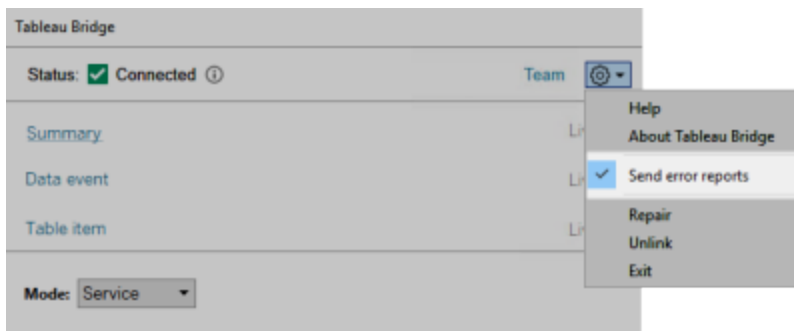 Tableau Bridge
Status: Connected
Team
Help
About Tableau Bridge
Send error reports
Repair
Unlink
Exit
Summary
Data event
Table item
Mode: Service